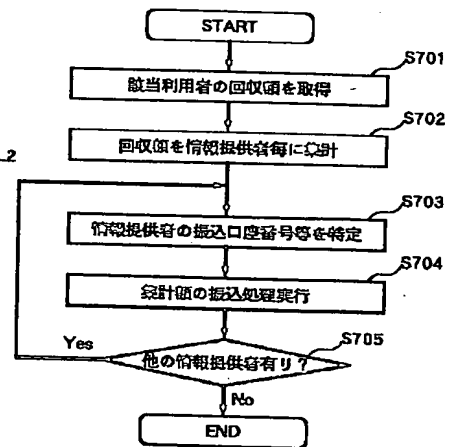 START
S701
該当利用者の回収額を取得
S702
回収額を情報提供者毎に集計
2
S703
情報提供者の振込口座番号等を特定
S704
集計額の振込処理実行
Yes
S705
他の情報提供者有り?
No
END